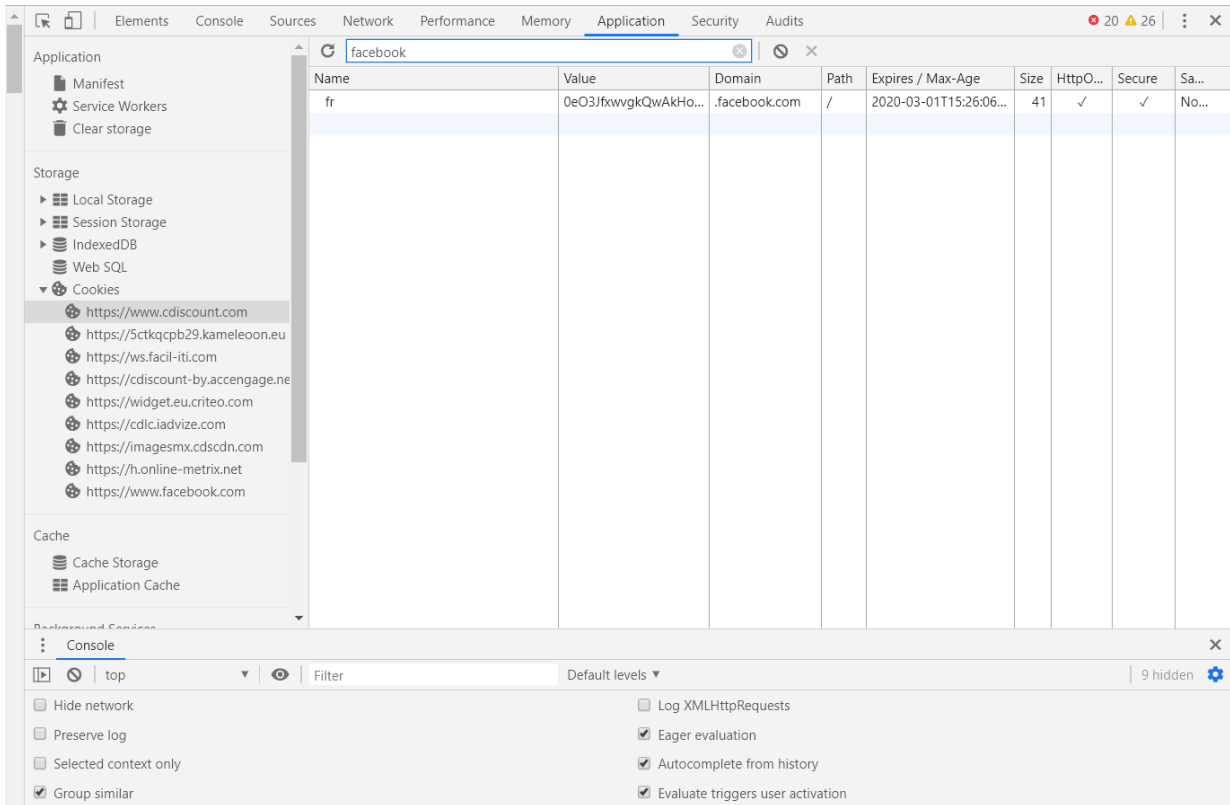 Elements Console Sources Network Performance Memory Application Security Audits 20 26
Application
Manifest
Service Workers
Clear storage
Storage
Local Storage
Session Storage
IndexedDB
Web SQL
Cookies
https://www.cdiscount.com
https://5ctkqcpb29.kameleoon.eu
https://ws.facil-iti.com
https://cdiscount-by.accengage.ne
https://widget.eu.criteo.com
https://cdlc.iadvize.com
https://imagesmx.cdscdn.com
https://h.online-metrix.net
https://www.facebook.com
Cache
Cache Storage
Application Cache
Background Services
facebook
Name Value Domain Path Expires / Max-Age Size HttpO... Secure Sa...
fr 0eO3JfxwvgkQwAkHo... .facebook.com / 2020-03-01T15:26:06... 41 ✓ ✓ No...
Console
top Filter Default levels ▼ 9 hidden
Hide network Log XMLHttpRequests
Preserve log Eager evaluation
Selected context only Autocomplete from history
Group similar Evaluate triggers user activation